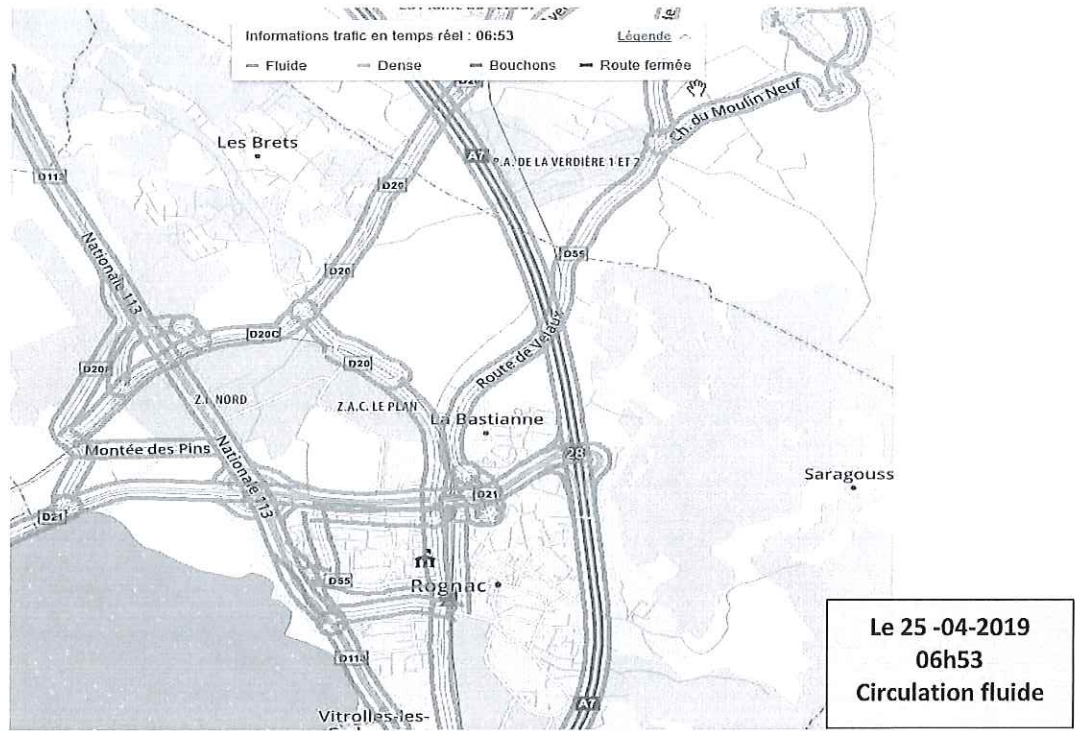 Informations trafic en temps réel : 06:53
Légende
Fluide
Dense
Bouchons
Route fermée
D20
Ch. du Moulin Neuf
Les Brets
A7
P.A. DE LA VERDIÈRE 1 ET 2
D113
D20
Nationale 113
D55
D20
D20C
Route de Velaux
D20
D20F
Z.I. NORD
Z.A.C. LE PLAN
La Bastianne
Montée des Pins
28
Nationale 113
Saragouss
D21
D21
D55
Rognac
D113
A7
Vitrolles-les-
Le 25 -04-2019
06h53
Circulation fluide